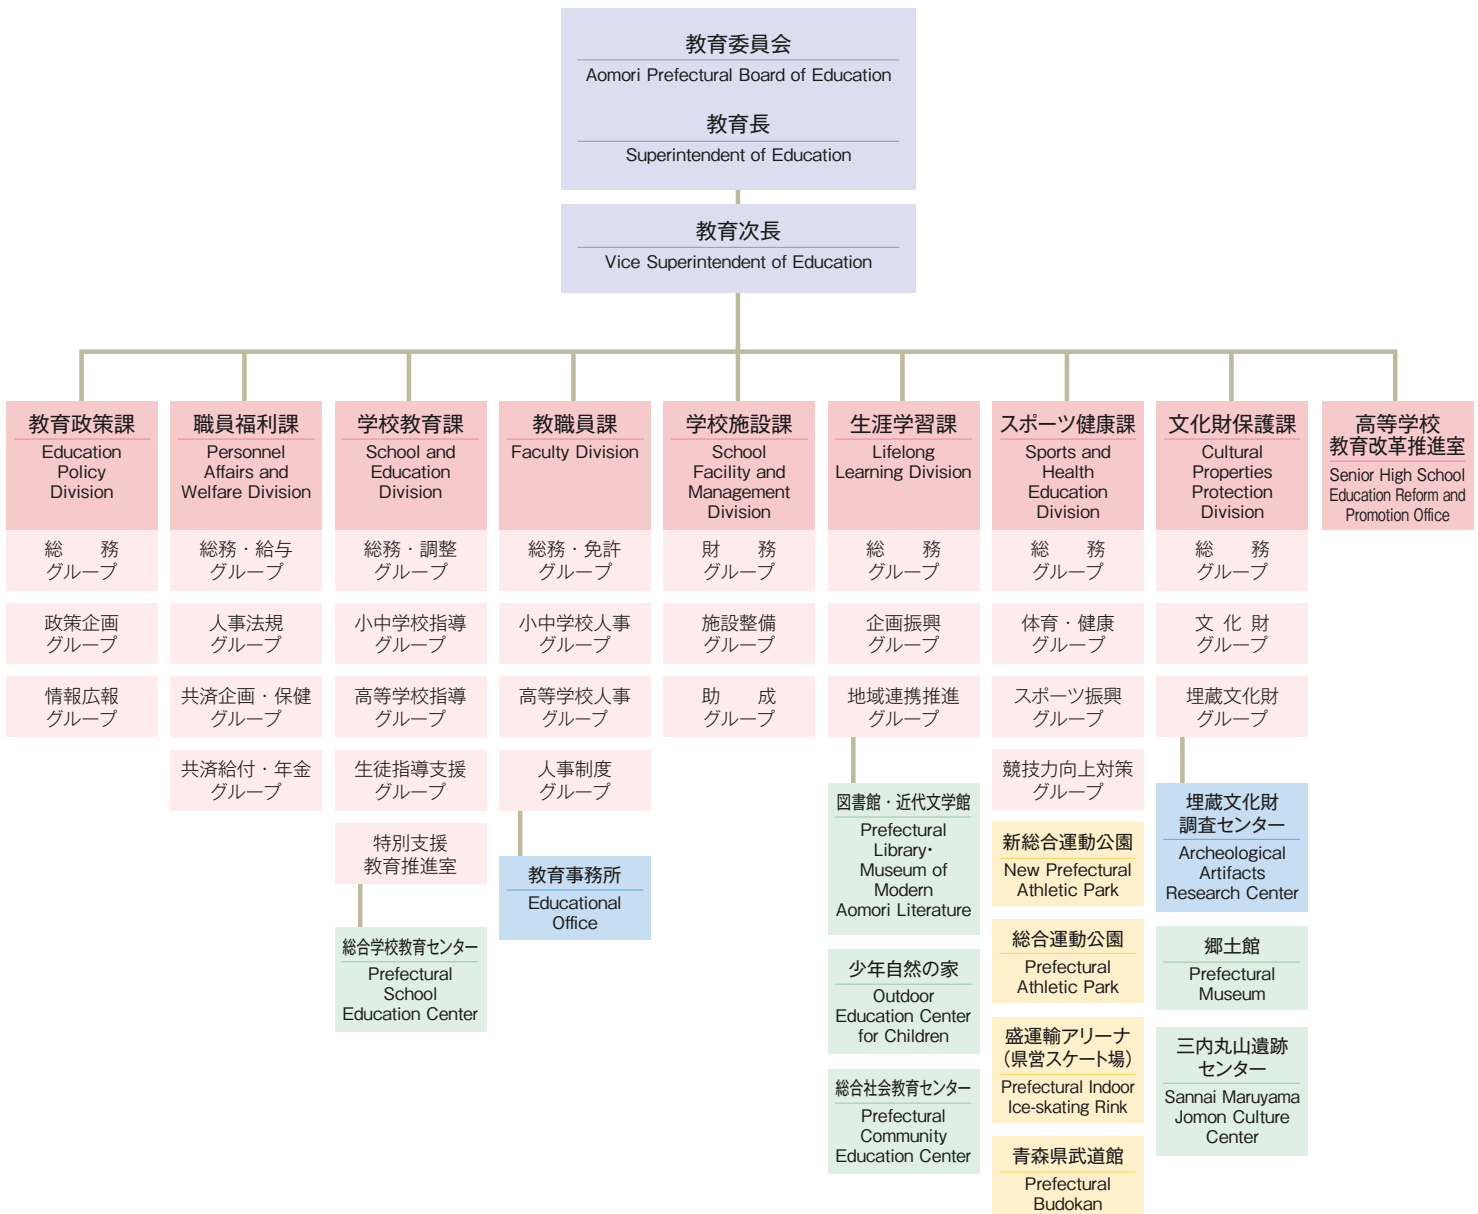 教育委員会
Aomori Prefectural Board of Education
教育長
Superintendent of Education
教育次長
Vice Superintendent of Education
教育政策課
Education
Policy
Division
総　務
グループ
政策企画
グループ
情報広報
グループ
職員福利課
Personnel
Affairs and
Welfare Division
総務・給与
グループ
人事法規
グループ
共済企画・保健
グループ
共済給付・年金
グループ
学校教育課
School and
Education
Division
総務・調整
グループ
小中学校指導
グループ
高等学校指導
グループ
生徒指導支援
グループ
特別支援
教育推進室
総合学校教育センター
Prefectural
School
Education Center
教職員課
Faculty Division
総務・免許
グループ
小中学校人事
グループ
高等学校人事
グループ
人事制度
グループ
教育事務所
Educational
Office
学校施設課
School
Facility and
Management
Division
財　務
グループ
施設整備
グループ
助　成
グループ
生涯学習課
Lifelong
Learning Division
総　務
グループ
企画振興
グループ
地域連携推進
グループ
図書館・近代文学館
Prefectural
Library・
Museum of
Modern
Aomori Literature
少年自然の家
Outdoor
Education Center
for Children
総合社会教育センター
Prefectural
Community
Education Center
スポーツ健康課
Sports and
Health
Education
Division
総　務
グループ
体育・健康
グループ
スポーツ振興
グループ
競技力向上対策
グループ
新総合運動公園
New Prefectural
Athletic Park
総合運動公園
Prefectural
Athletic Park
盛運輸アリーナ
（県営スケート場）
Prefectural Indoor
Ice-skating Rink
青森県武道館
Prefectural
Budokan
文化財保護課
Cultural
Properties
Protection
Division
総　務
グループ
文 化 財
グループ
埋蔵文化財
グループ
埋蔵文化財
調査センター
Archeological
Artifacts
Research Center
郷土館
Prefectural
Museum
三内丸山遺跡
センター
Sannai Maruyama
Jomon Culture
Center
高等学校
教育改革推進室
Senior High School
Education Reform and
Promotion Office